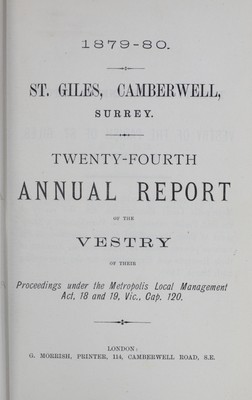 1879-80.
ST. GILES, CAMBERWELL,
SURREY.
TWENTY-FOURTH
ANNUAL REPORT
OF THE
VESTRY
OF THEIR
Proceedings under the Metropolis Local Management
Act, 18 and 19, Vic., Cap. 120.
LONDON:
G. MORRISH, PRINTER, 114, CAMBERWELL ROAD, S.E.